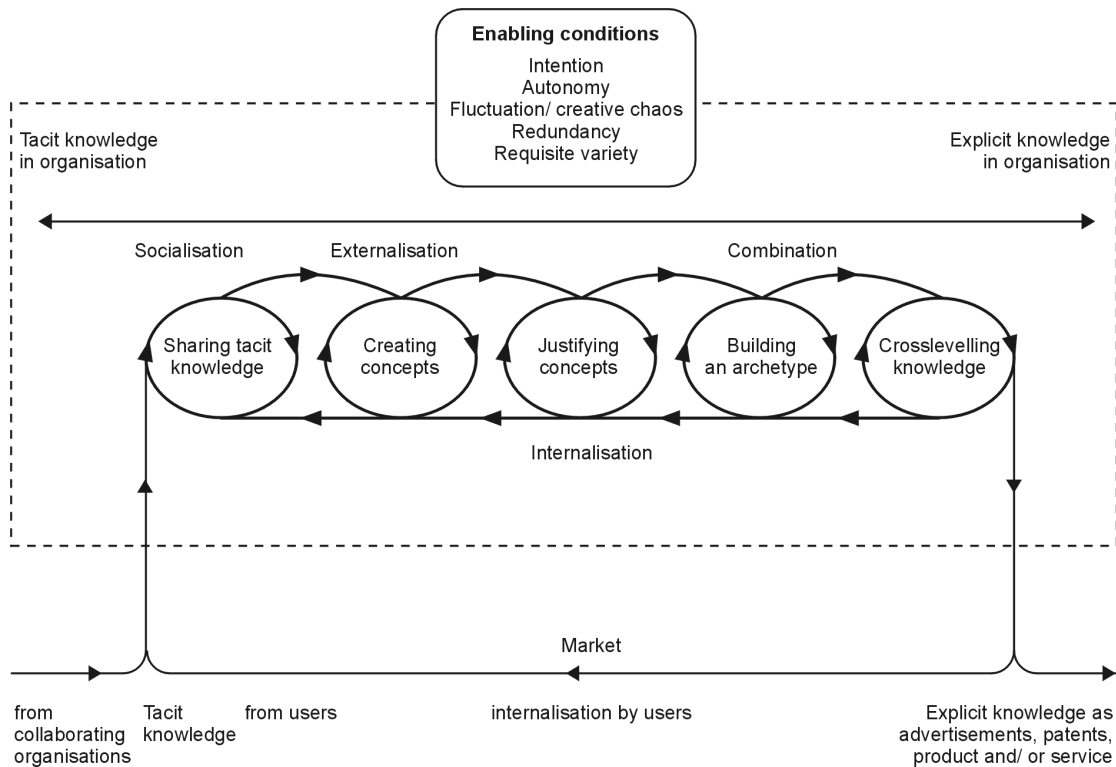 Enabling conditions
Intention
Autonomy
Fluctuation/ creative chaos
Redundancy
Requisite variety
Tacit knowledge
in organisation
Explicit knowledge
in organisation
Socialisation
Externalisation
Combination
Sharing tacit
knowledge
Creating
concepts
Justifying
concepts
Building
an archetype
Crosslevelling
knowledge
Internalisation
Market
from
collaborating
organisations
Tacit
knowledge
from users
internalisation by users
Explicit knowledge as
advertisements, patents,
product and/ or service